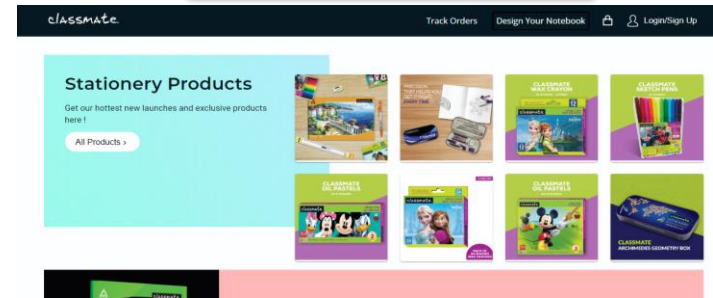 classmate
Track Orders
Design Your Notebook
Login/Sign Up
Stationery Products
Get our hottest new launches and exclusive products
here !
All Products ›
CLASSMATE
WAX CRAYON
CLASSMATE
SKETCH PENS
CLASSMATE
OIL PASTELS
CLASSMATE
OIL PASTELS
CLASSMATE
ARCHIMEDES GEOMETRY BOX